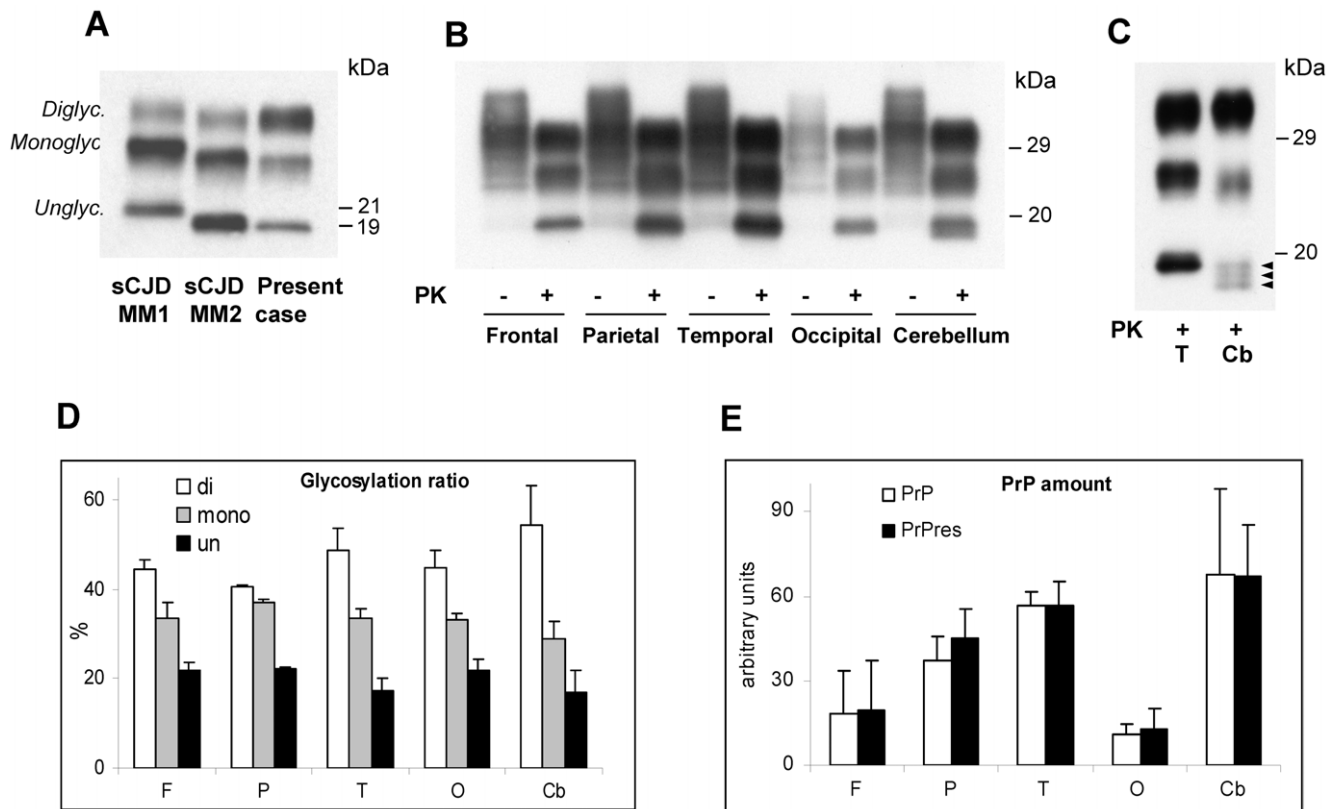 A
kDa
Diglyc.
Monoglyc
Unglyc.
– 21
– 19
sCJD sCJD Present
MM1 MM2 case
B
kDa
– 29
– 20
PK - + - + - + - + - +
Frontal Parietal Temporal Occipital Cerebellum
C
kDa
– 29
– 20
PK + +
T Cb
D
Glycosylation ratio
di
mono
un
%
60
40
20
0
F P T O Cb
E
PrP amount
PrP
PrPres
arbitrary units
90
60
30
0
F P T O Cb